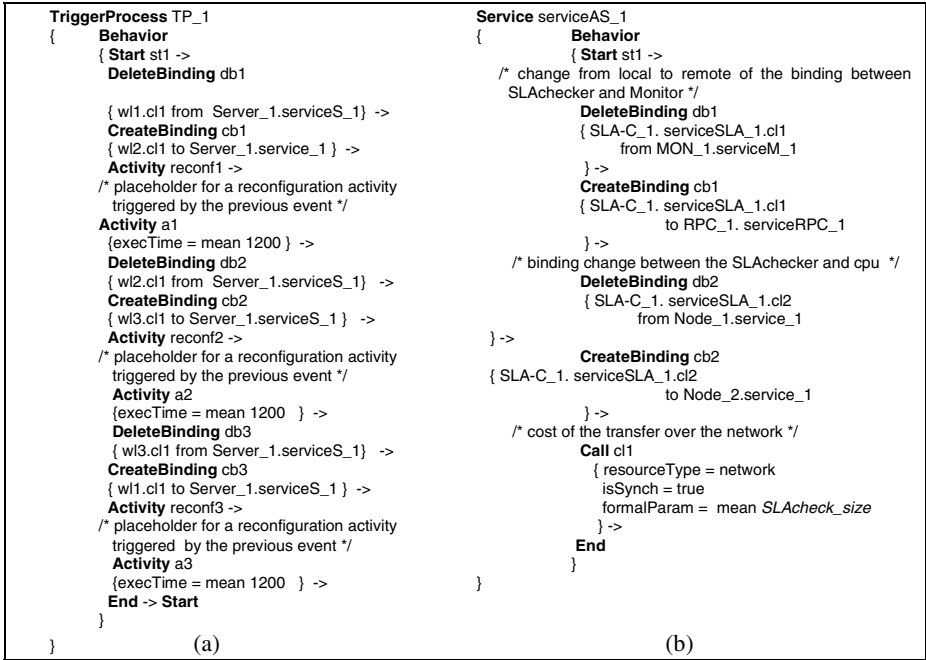 TriggerProcess TP_1
{ Behavior
{ Start st1 ->
DeleteBinding db1
{ wl1.cl1 from Server_1.serviceS_1} ->
CreateBinding cb1
{ wl2.cl1 to Server_1.service_1 } ->
Activity reconf1 ->
/* placeholder for a reconfiguration activity
triggered by the previous event */
Activity a1
{execTime = mean 1200 } ->
DeleteBinding db2
{ wl2.cl1 from Server_1.serviceS_1} ->
CreateBinding cb2
{ wl3.cl1 to Server_1.serviceS_1 } ->
Activity reconf2 ->
/* placeholder for a reconfiguration activity
triggered by the previous event */
Activity a2
{execTime = mean 1200 } ->
DeleteBinding db3
{ wl3.cl1 from Server_1.serviceS_1} ->
CreateBinding cb3
{ wl1.cl1 to Server_1.serviceS_1 } ->
Activity reconf3 ->
/* placeholder for a reconfiguration activity
triggered by the previous event */
Activity a3
{execTime = mean 1200 } ->
End -> Start
}
} (a)
Service serviceAS_1
{ Behavior
{ Start st1 ->
/* change from local to remote of the binding between
SLAchecker and Monitor */
DeleteBinding db1
{ SLA-C_1. serviceSLA_1.cl1
from MON_1.serviceM_1
} ->
CreateBinding cb1
{ SLA-C_1. serviceSLA_1.cl1
to RPC_1. serviceRPC_1
} ->
/* binding change between the SLAchecker and cpu */
DeleteBinding db2
{ SLA-C_1. serviceSLA_1.cl2
from Node_1.service_1
} ->
CreateBinding cb2
{ SLA-C_1. serviceSLA_1.cl2
to Node_2.service_1
} ->
/* cost of the transfer over the network */
Call cl1
{ resourceType = network
isSynch = true
formalParam = mean SLAcheck_size
} ->
End
}
}
(b)